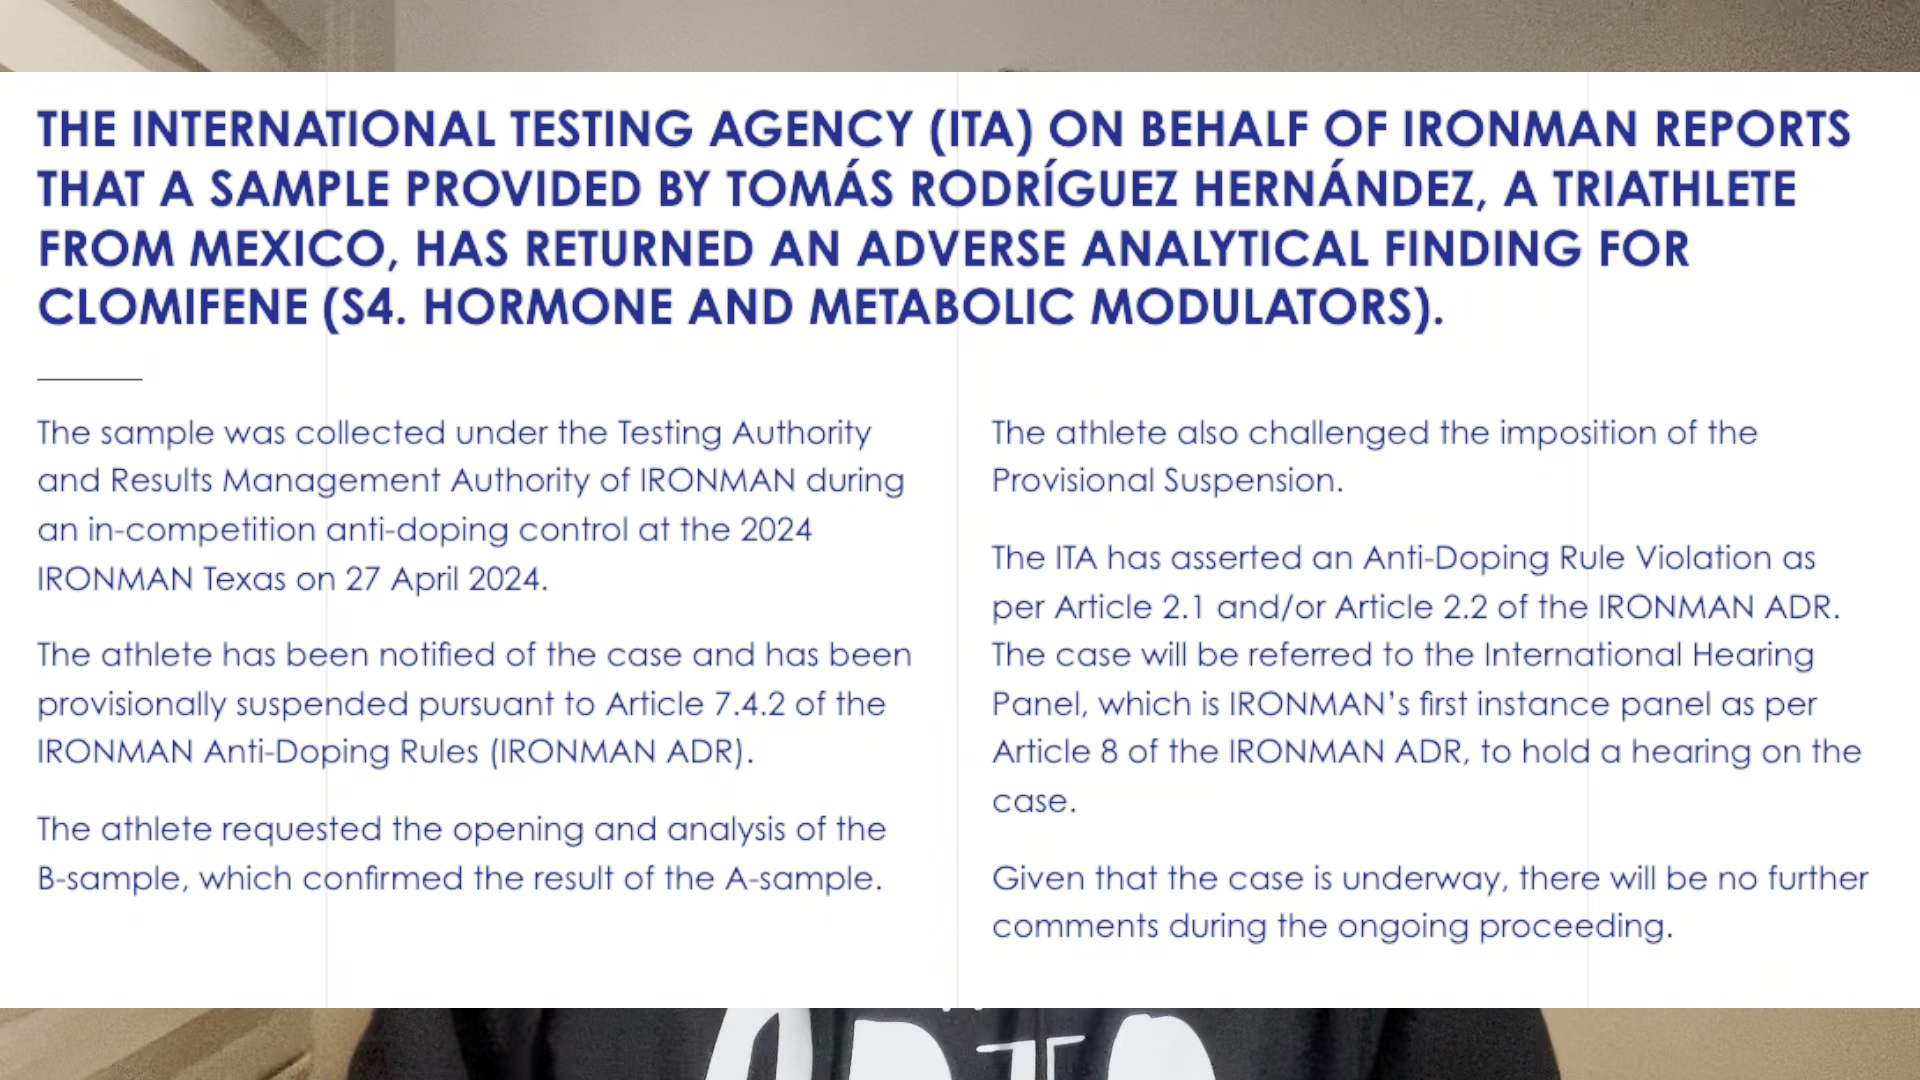 THE INTERNATIONAL TESTING AGENCY (ITA) ON BEHALF OF IRONMAN REPORTS
THAT A SAMPLE PROVIDED BY TOMÁS RODRÍGUEZ HERNÁNDEZ, A TRIATHLETE
FROM MEXICO, HAS RETURNED AN ADVERSE ANALYTICAL FINDING FOR
CLOMIFENE (S4. HORMONE AND METABOLIC MODULATORS).
The sample was collected under the Testing Authority
and Results Management Authority of IRONMAN during
an in-competition anti-doping control at the 2024
IRONMAN Texas on 27 April 2024.
The athlete has been notified of the case and has been
provisionally suspended pursuant to Article 7.4.2 of the
IRONMAN Anti-Doping Rules (IRONMAN ADR).
The athlete requested the opening and analysis of the
B-sample, which confirmed the result of the A-sample.
The athlete also challenged the imposition of the
Provisional Suspension.
The ITA has asserted an Anti-Doping Rule Violation as
per Article 2.1 and/or Article 2.2 of the IRONMAN ADR.
The case will be referred to the International Hearing
Panel, which is IRONMAN’s first instance panel as per
Article 8 of the IRONMAN ADR, to hold a hearing on the
case.
Given that the case is underway, there will be no further
comments during the ongoing proceeding.